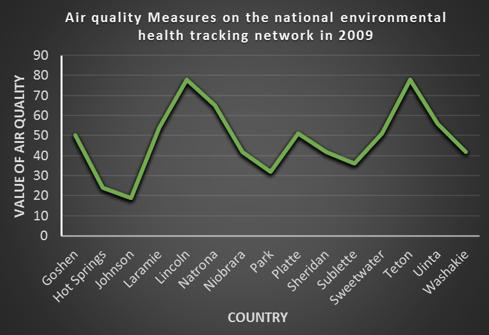 Air quality Measures on the national environmental
health tracking network in 2009
VALUE OF AIR QUALITY
90
80
70
60
50
40
30
20
10
0
Goshen
Hot Springs
Johnson
Laramie
Lincoln
Natrona
Niobrara
Park
Platte
Sheridan
Sublette
Sweetwater
Teton
Uinta
Washakie
COUNTRY